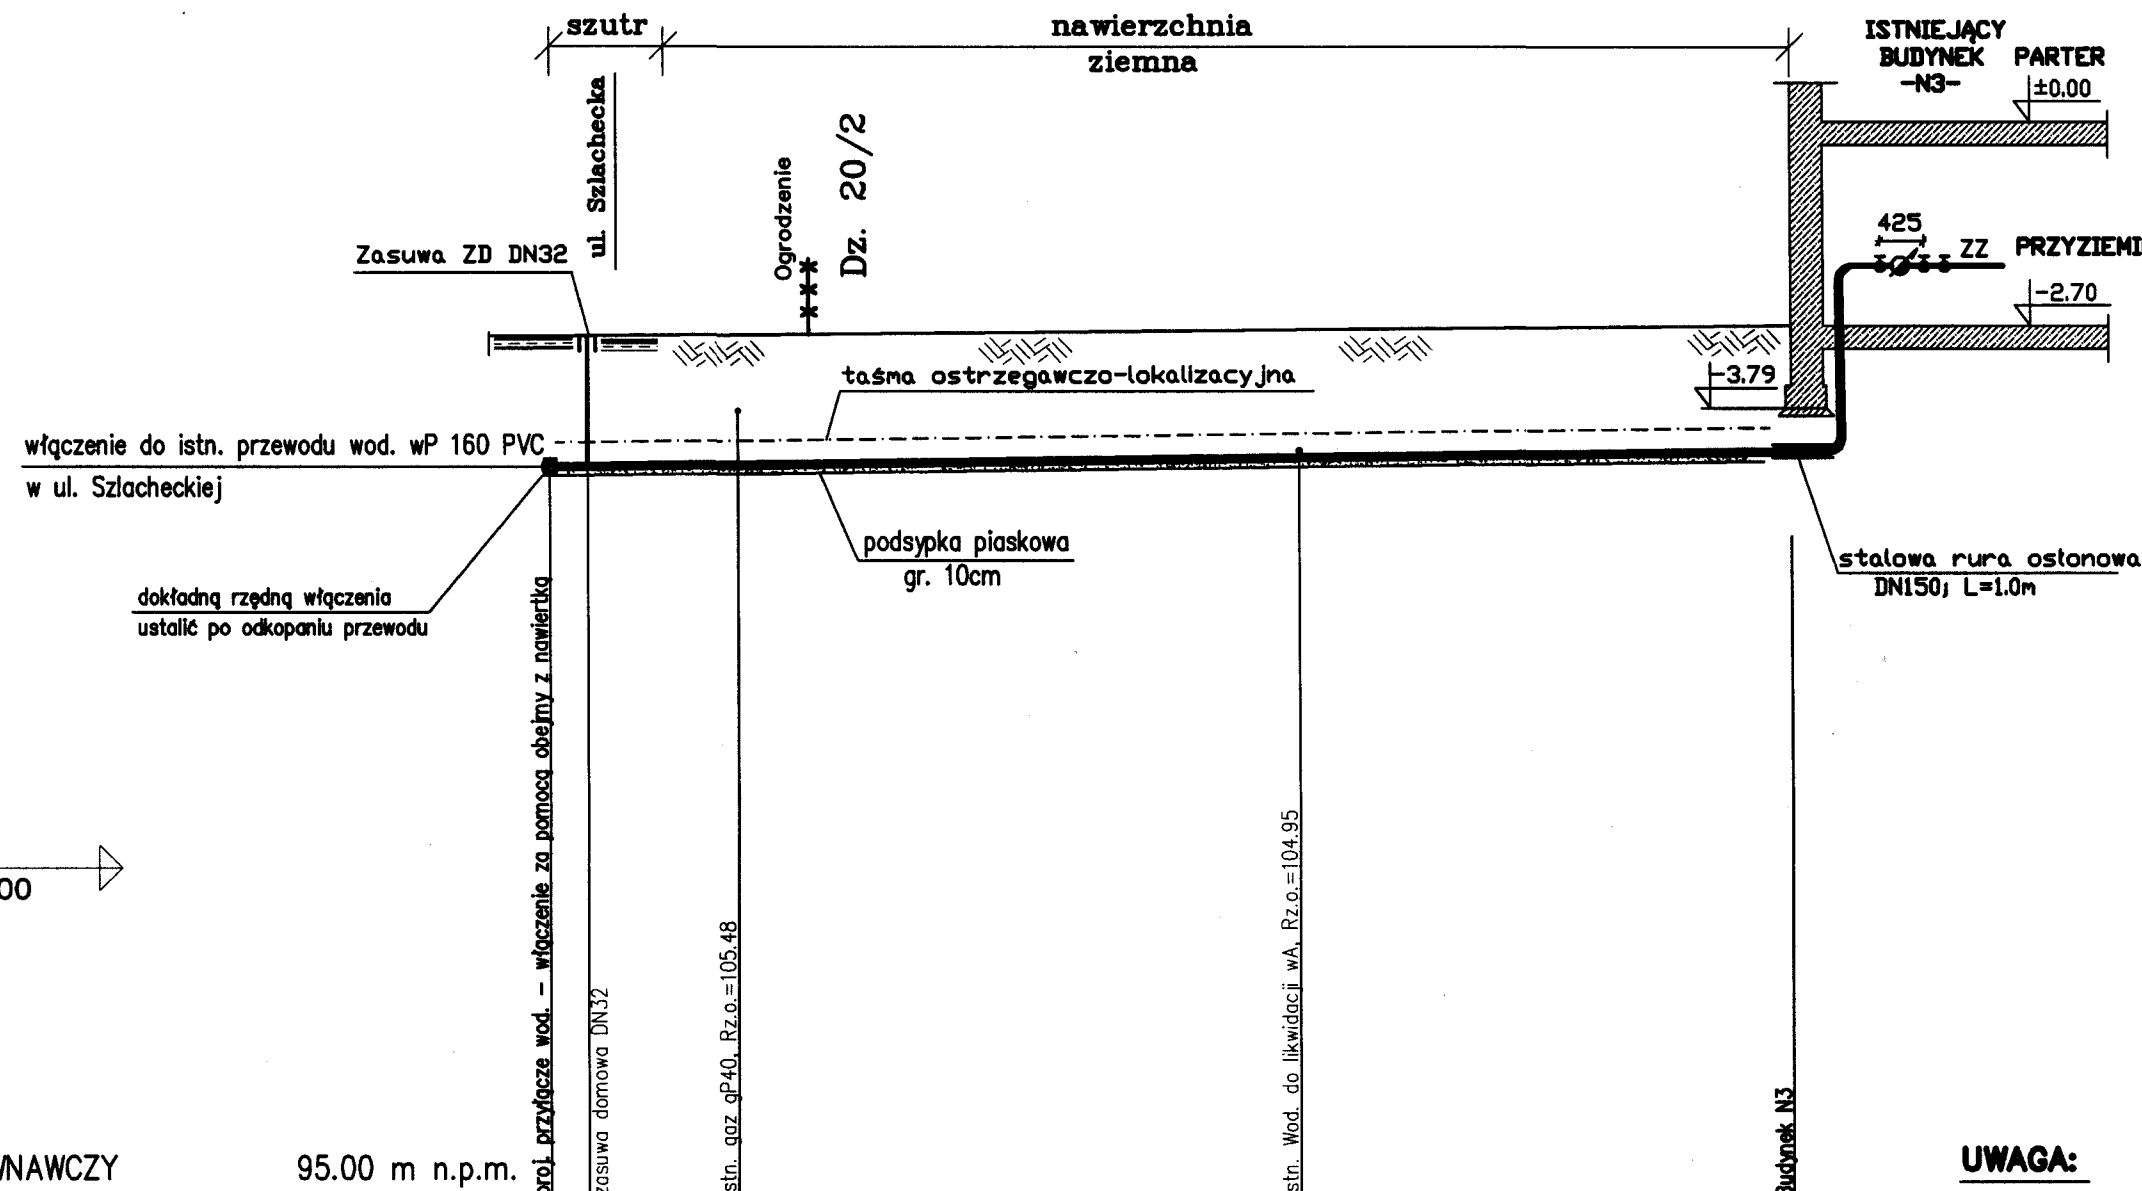 szutr
nawierzchnia
ziemna
ISTNIEJĄCY
BUDYNEK
-N3-
PARTER
±0.00
ul. Szlachecka
Ogrodzenie
Dz. 20/2
Zasuwa ZD DN32
425
ZZ
PRZYZIEMI
-2.70
taśma ostrzegawczo-lokalizacyjna
-3.79
włączenie do istn. przewodu wod. wP 160 PVC
w ul. Szlacheckiej
podsypka piaskowa
gr. 10cm
stalowa rura osłonowa
DN150; L=1.0m
dokładną rzędną włączenia
ustalić po odkopaniu przewodu
00
proj. przyłącze wod. - włączenie za pomocą obejmy z nawiertką
zasuwa domowa DN32
stn. gaz gP40, Rz.o.=105.48
stn. Wod. do likwidacji wA, Rz.o.=104.95
Budynek N3
WNAWCZY
95.00 m n.p.m.
UWAGA: